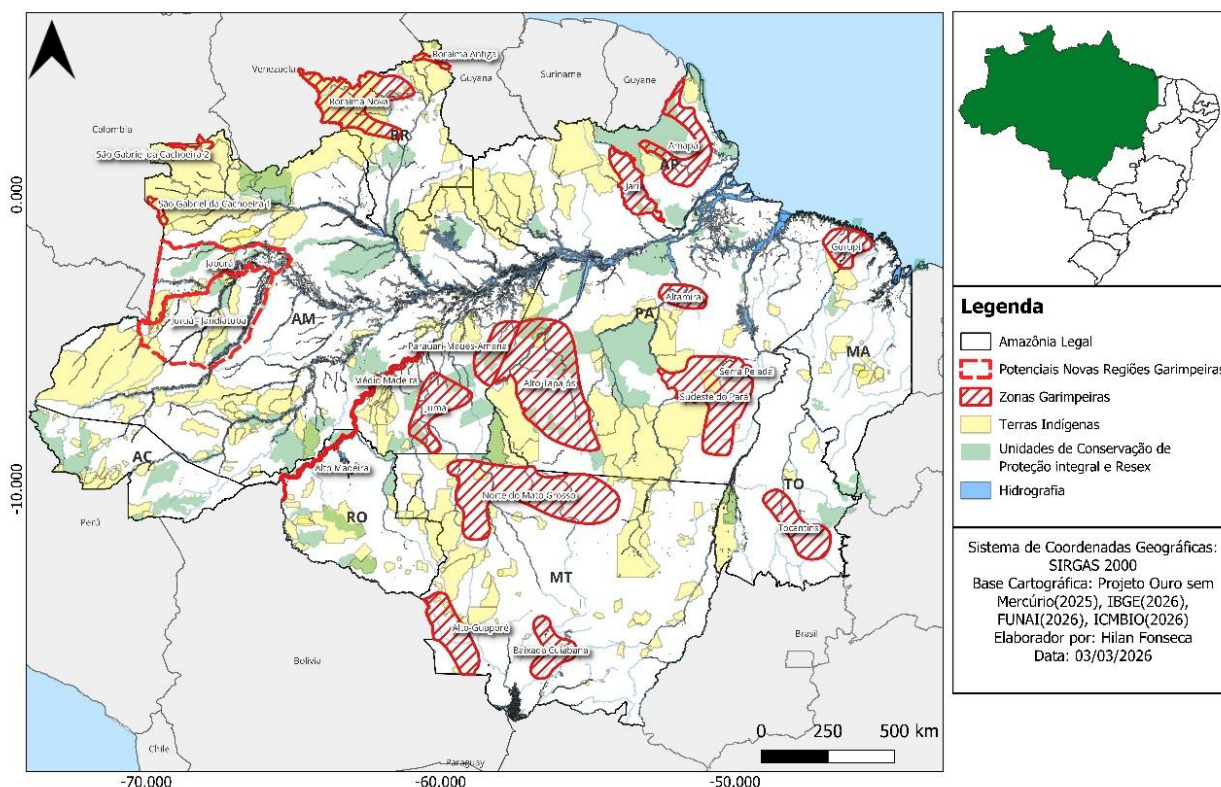 Roraima Antiga
Venezuela
Guyana
Suriname
Guyane
Roraima Nova
RR
Colombia
São Gabriel da Cachoeira-2
Amapá
AP
Jari
São Gabriel da Cachoeira-1
0.000
Gurupi
Japurá
Altamira
Juruá - Jandiatuba
AM
PA
Parauari-Maués-Amana
MA
Médio Madeira
Alto Tapajós
Serra Pelada
Juma
Sudeste do Pará
AC
Alto Madeira
-10.000
Norte do Mato Grosso
TO
Perú
RO
Tocantins
MT
Alto-Guaporé
Baixada Cuiabana
Brasil
Bolivia
0 250 500 km
Chile
Paraguay
-70.000 -60.000 -50.000
Legenda
Amazônia Legal
Potenciais Novas Regiões Garimpeiras
Zonas Garimpeiras
Terras Indígenas
Unidades de Conservação de
Proteção integral e Resex
Hidrografia
Sistema de Coordenadas Geográficas:
SIRGAS 2000
Base Cartográfica: Projeto Ouro sem
Mercúrio(2025), IBGE(2026),
FUNAI(2026), ICMBIO(2026)
Elaborador por: Hilan Fonseca
Data: 03/03/2026